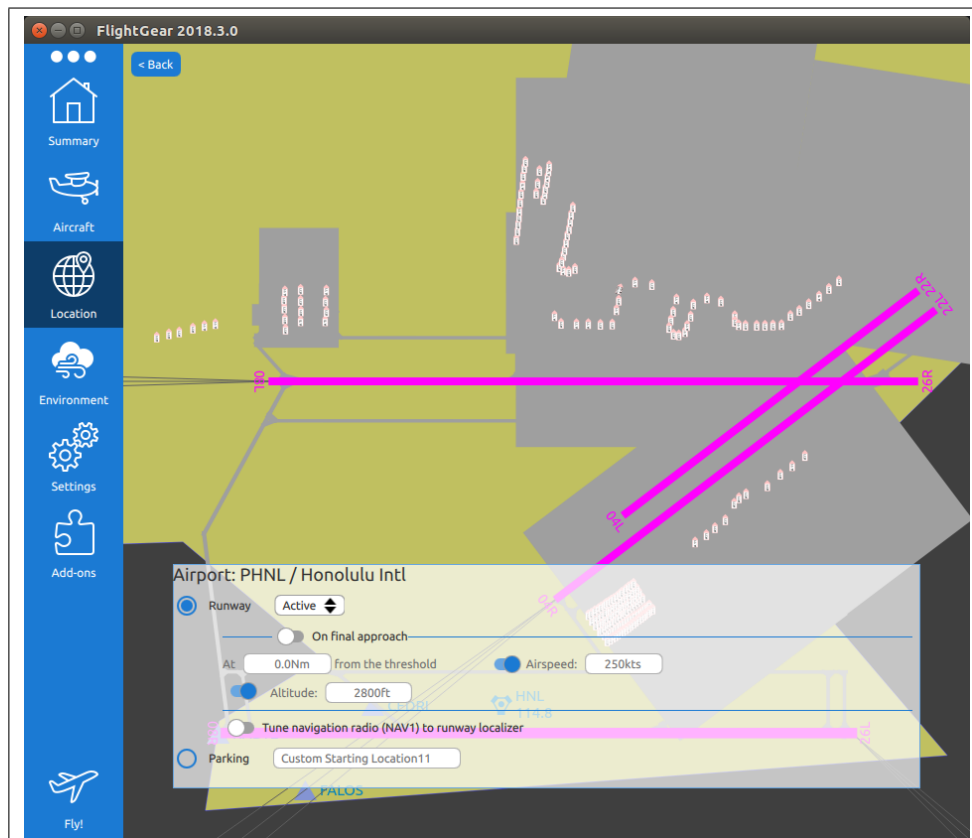 FlightGear 2018.3.0
< Back
Summary
Aircraft
Location
Environment
Settings
Add-ons
Fly!
22R
22L
08L
26R
04L
04R
Airport: PHNL / Honolulu Intl
Runway Active
On final approach
At 0.0Nm from the threshold Airspeed: 250kts
Altitude: 2800ft
CEDRI
HNL
114.8
Tune navigation radio (NAV1) to runway localizer
26L
Parking Custom Starting Location11
PALOS